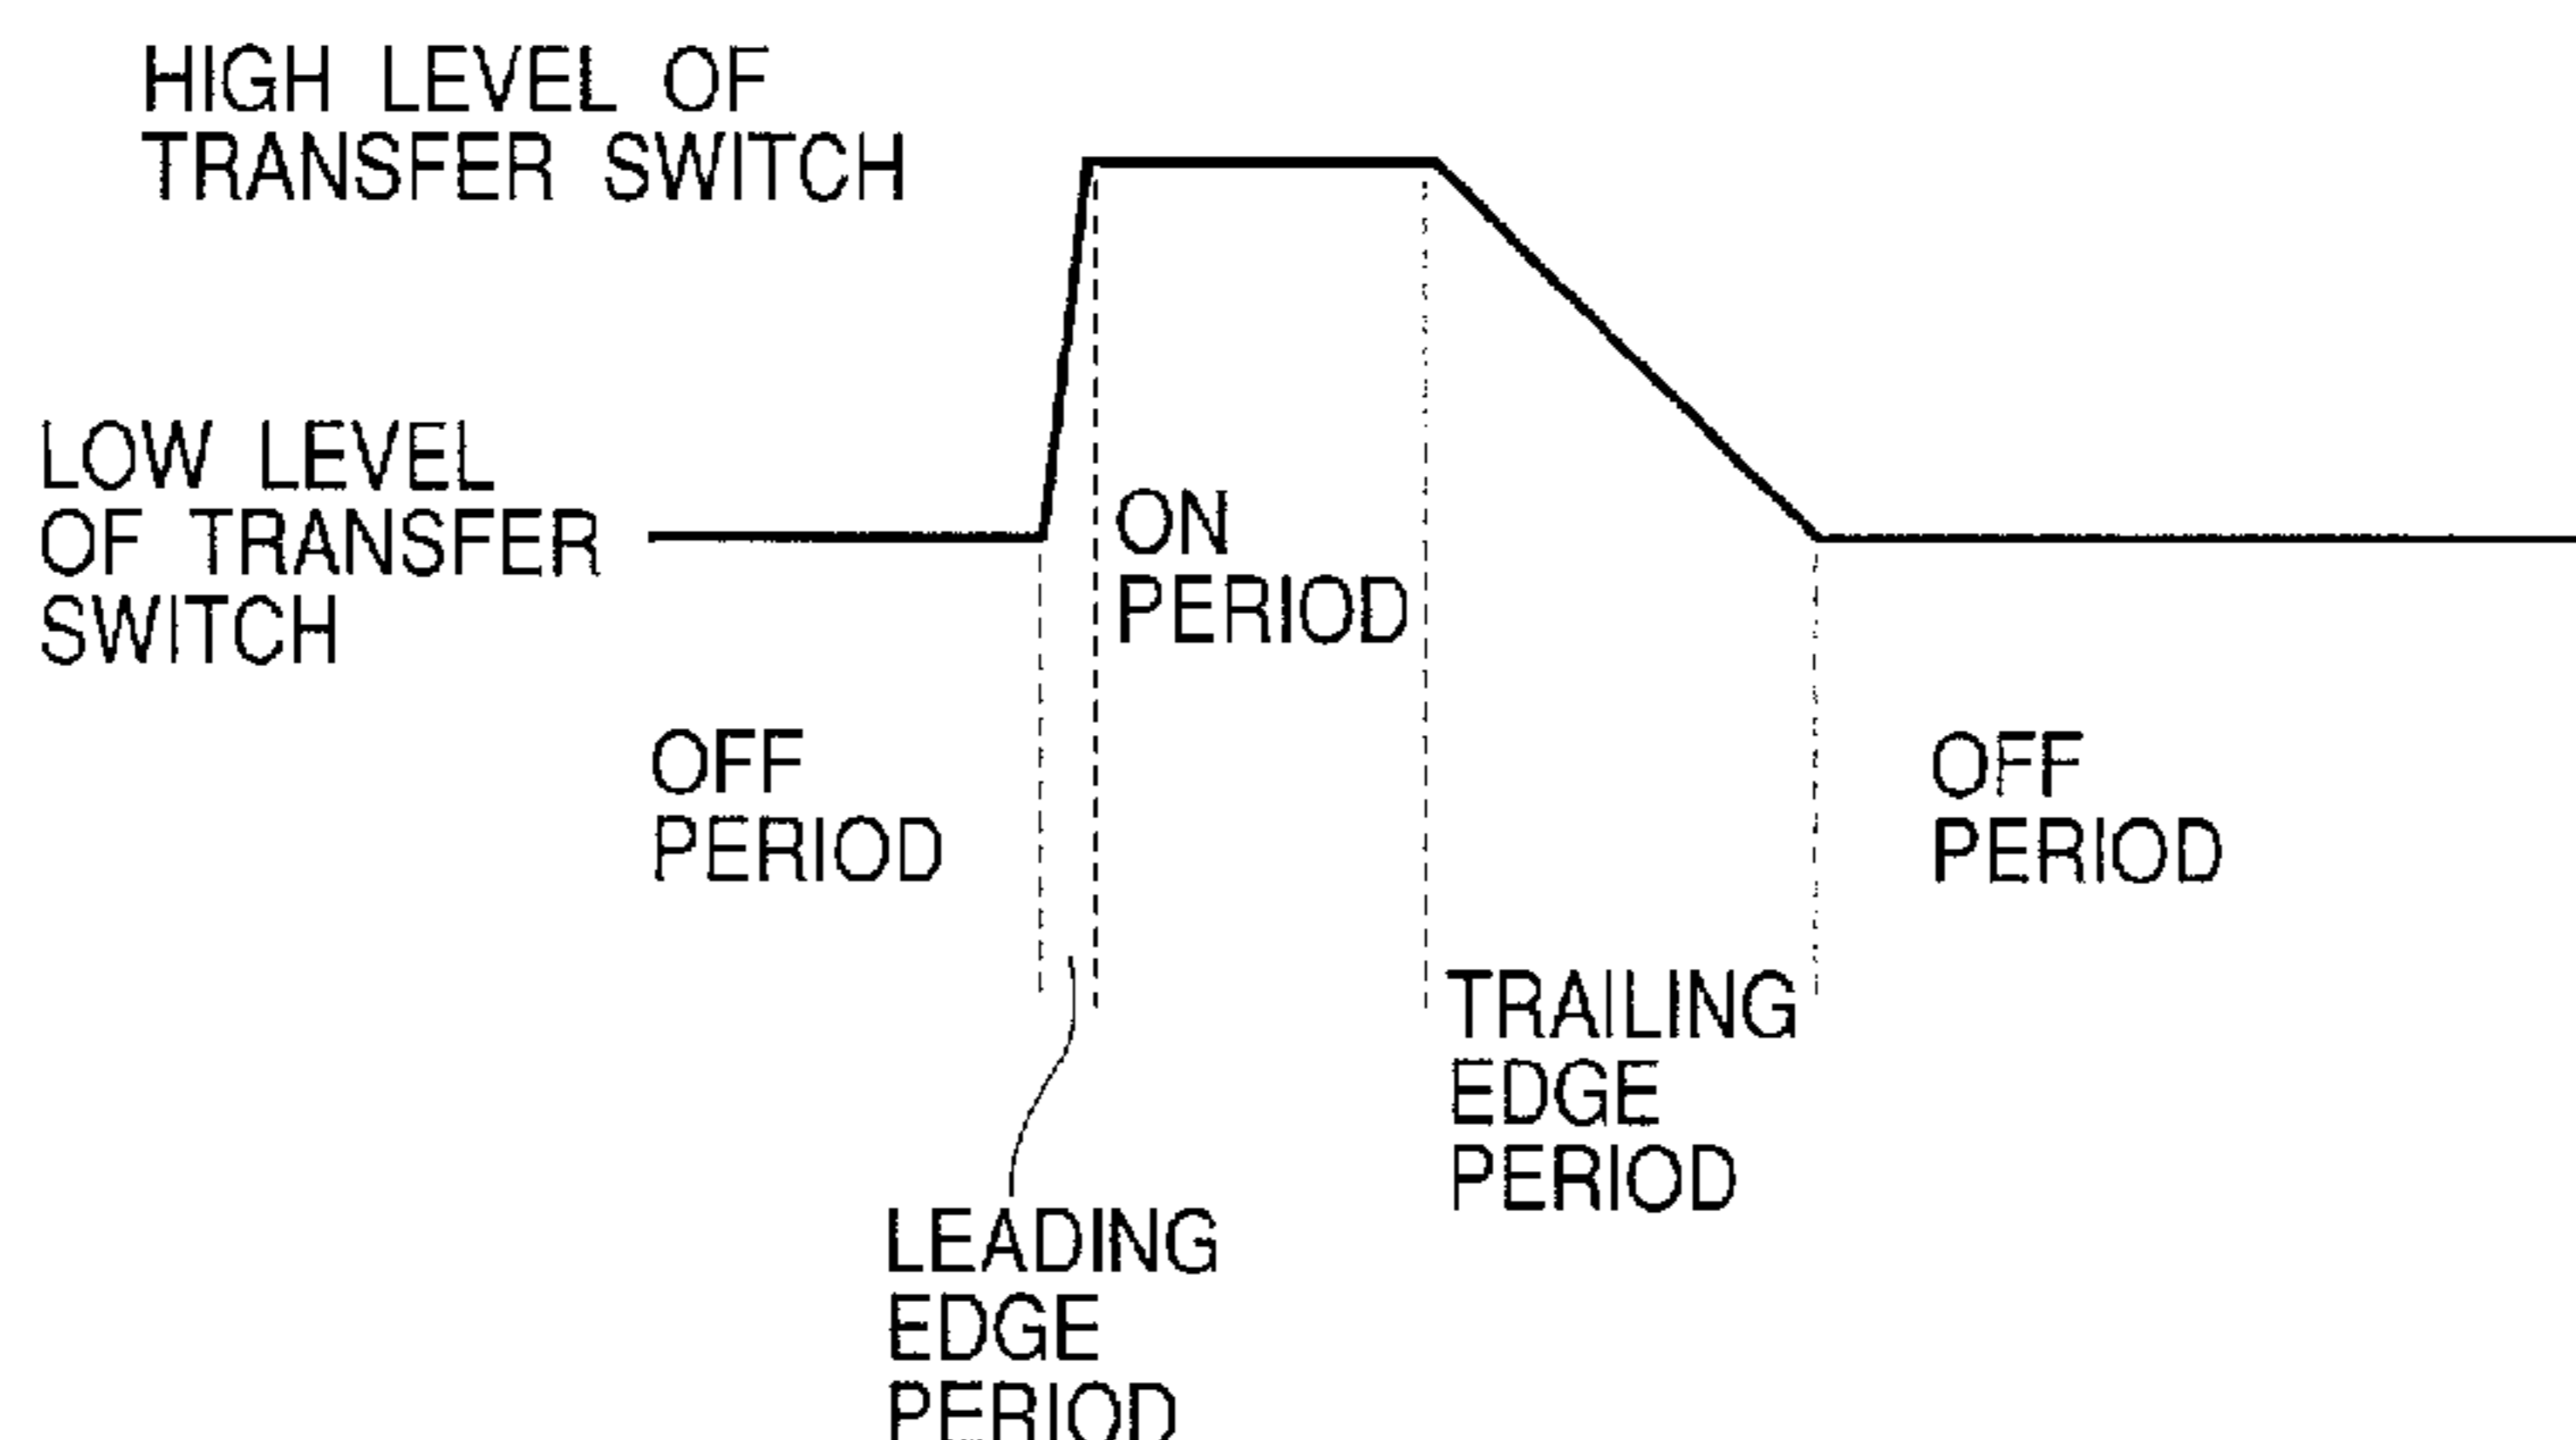 HIGH LEVEL OF
TRANSFER SWITCH
LOW LEVEL
OF TRANSFER
SWITCH
ON
PERIOD
OFF
PERIOD
OFF
PERIOD
TRAILING
EDGE
PERIOD
LEADING
EDGE
PERIOD